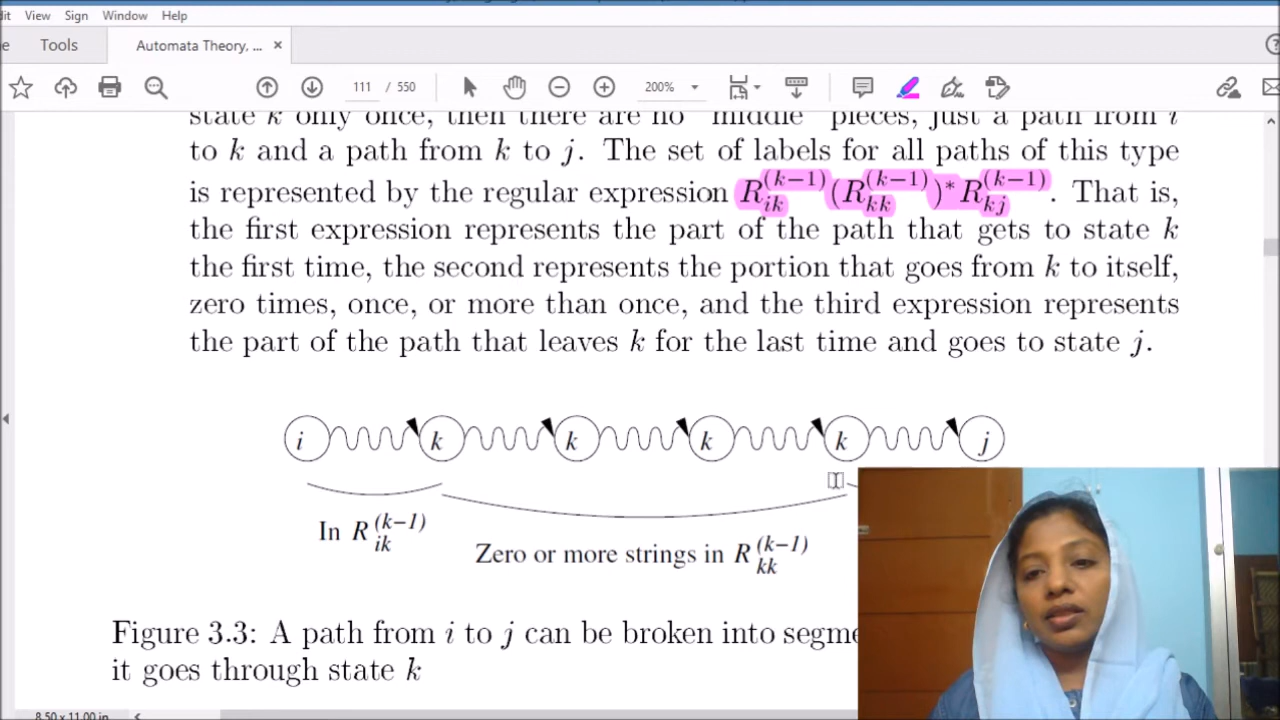 View Sign Window Help
Tools Automata Theory, ... ×
111 / 550 200%
state k only once, then there are no "middle" pieces, just a path from i
to k and a path from k to j. The set of labels for all paths of this type
is represented by the regular expression R_{ik}^{(k−1)}(R_{kk}^{(k−1)})*R_{kj}^{(k−1)}. That is,
the first expression represents the part of the path that gets to state k
the first time, the second represents the portion that goes from k to itself,
zero times, once, or more than once, and the third expression represents
the part of the path that leaves k for the last time and goes to state j.
i k k k k j
In R_{ik}^{(k−1)}
Zero or more strings in R_{kk}^{(k−1)}
Figure 3.3: A path from i to j can be broken into segme
it goes through state k
8.50 x 11.00 in